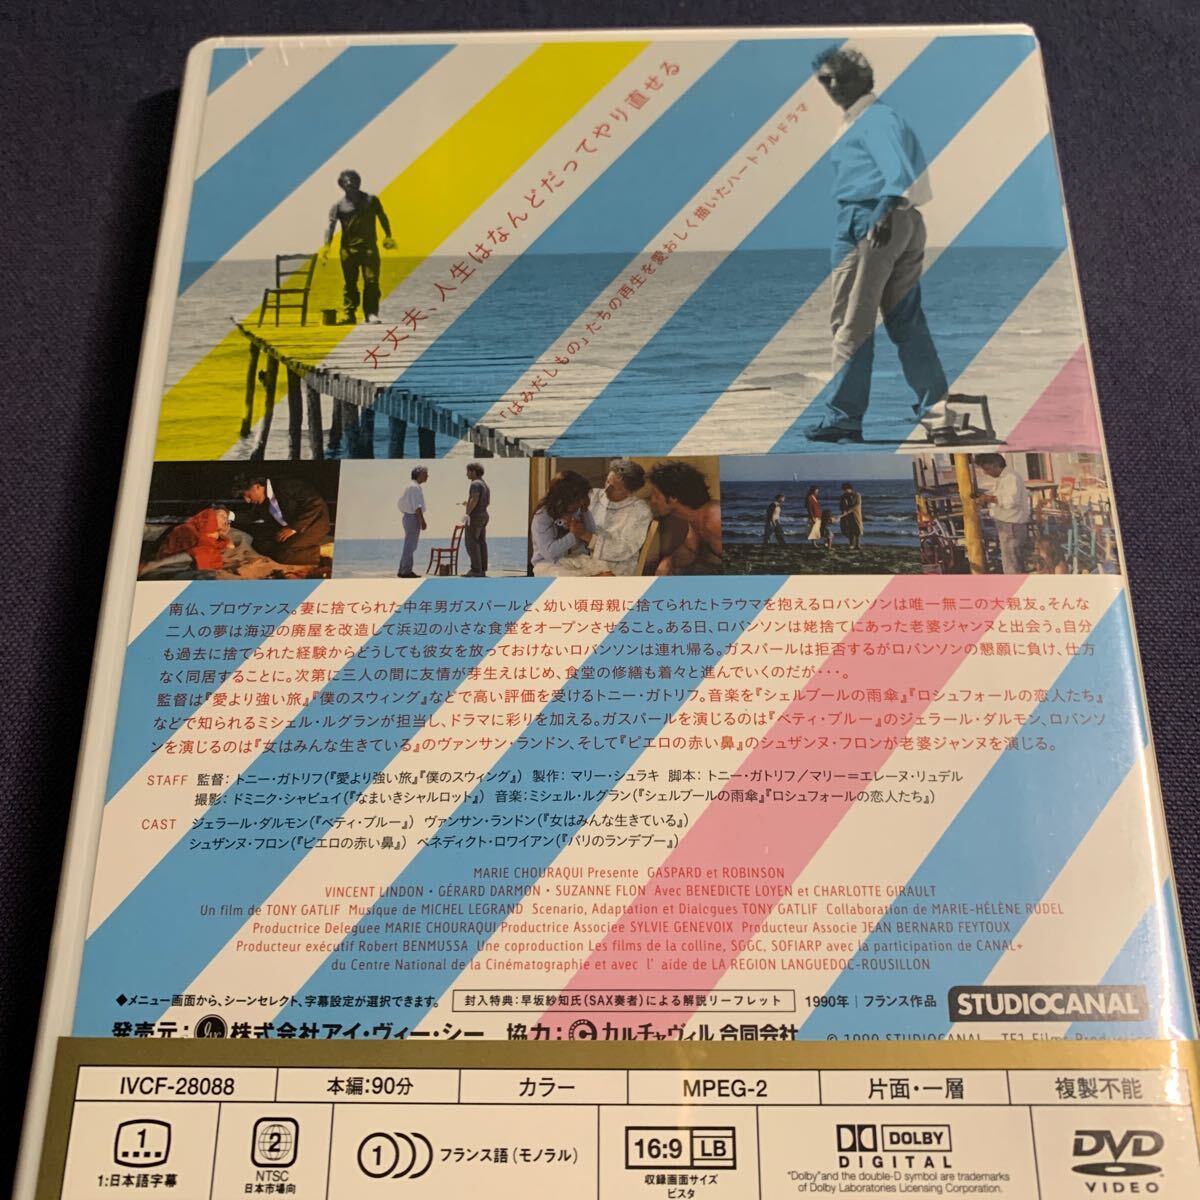 大丈夫、人生はなんどだってやり直せる
「はみだしもの」たちの再生を愛おしく描いたハートフルドラマ
南仏、プロヴァンス。妻に捨てられた中年男ガスパールと、幼い頃母親に捨てられたトラウマを抱えるロバンソンは唯一無二の大親友。そんな
二人の夢は海辺の廃屋を改造して浜辺の小さな食堂をオープンさせること。ある日、ロバンソンは姥捨てにあった老婆ジャンヌと出会う。自分
も過去に捨てられた経験からどうしても彼女を放っておけないロバンソンは連れ帰る。ガスパールは拒否するがロバンソンの懇願に負け、仕方
なく同居することに。次第に三人の間に友情が芽生えはじめ、食堂の修繕も着々と進んでいくのだが・・・。
監督は『愛より強い旅』『僕のスウィング』などで高い評価を受けるトニー・ガトリフ。音楽を『シェルブールの雨傘』『ロシュフォールの恋人たち』
などで知られるミシェル・ルグランが担当し、ドラマに彩りを加える。ガスパールを演じるのは『ベティ・ブルー』のジェラール・ダルモン、ロバンソ
ンを演じるのは『女はみんな生きている』のヴァンサン・ランドン、そして『ピエロの赤い鼻』のシュザンヌ・フロンが老婆ジャンヌを演じる。
STAFF 監督：トニー・ガトリフ（『愛より強い旅』『僕のスウィング』） 製作：マリー・シュラキ 脚本：トニー・ガトリフ／マリー＝エレーヌ・リュデル
撮影：ドミニク・シャピュイ（『なまいきシャルロット』） 音楽：ミシェル・ルグラン（『シェルブールの雨傘』『ロシュフォールの恋人たち』）
CAST ジェラール・ダルモン（『ベティ・ブルー』） ヴァンサン・ランドン（『女はみんな生きている』）
シュザンヌ・フロン（『ピエロの赤い鼻』） ベネディクト・ロワイアン（『パリのランデブー』）
MARIE CHOURAQUI Presente GASPARD et ROBINSON
VINCENT LINDON・GÉRARD DARMON・SUZANNE FLON Avec BENEDICTE LOYEN et CHARLOTTE GIRAULT
Un film de TONY GATLIF Musique de MICHEL LEGRAND Scenario, Adaptation et Dialogues TONY GATLIF Collaboration de MARIE-HÉLÈNE RUDEL
Productrice Deleguee MARIE CHOURAQUI Productrice Associee SYLVIE GENEVOIX Producteur Associe JEAN BERNARD FEYTOUX
Producteur exécutif Robert BENMUSSA Une coproduction Les films de la colline, SGGC, SOFIARP avec la participation de CANAL+
du Centre National de la Cinématographie et avec l'aide de LA REGION LANGUEDOC-ROUSILLON
◆メニュー画面から、シーンセレクト、字幕設定が選択できます。 封入特典：早坂紗知氏（SAX奏者）による解説リーフレット 1990年｜フランス作品 STUDIOCANAL
発売元：ivc 株式会社アイ・ヴィー・シー 協力：カルチャヴィル合同会社 © 1990 STUDIOCANAL
IVCF-28088 本編：90分 カラー MPEG-2 片面・一層 複製不能
1 1：日本語字幕
2 NTSC 日本市場向
1 フランス語（モノラル）
16:9 LB 収録画面サイズ ビスタ
DOLBY DIGITAL
"Dolby"and the double-D symbol are trademarks
of Dolby Laboratories Licensing Corporation.
DVD VIDEO